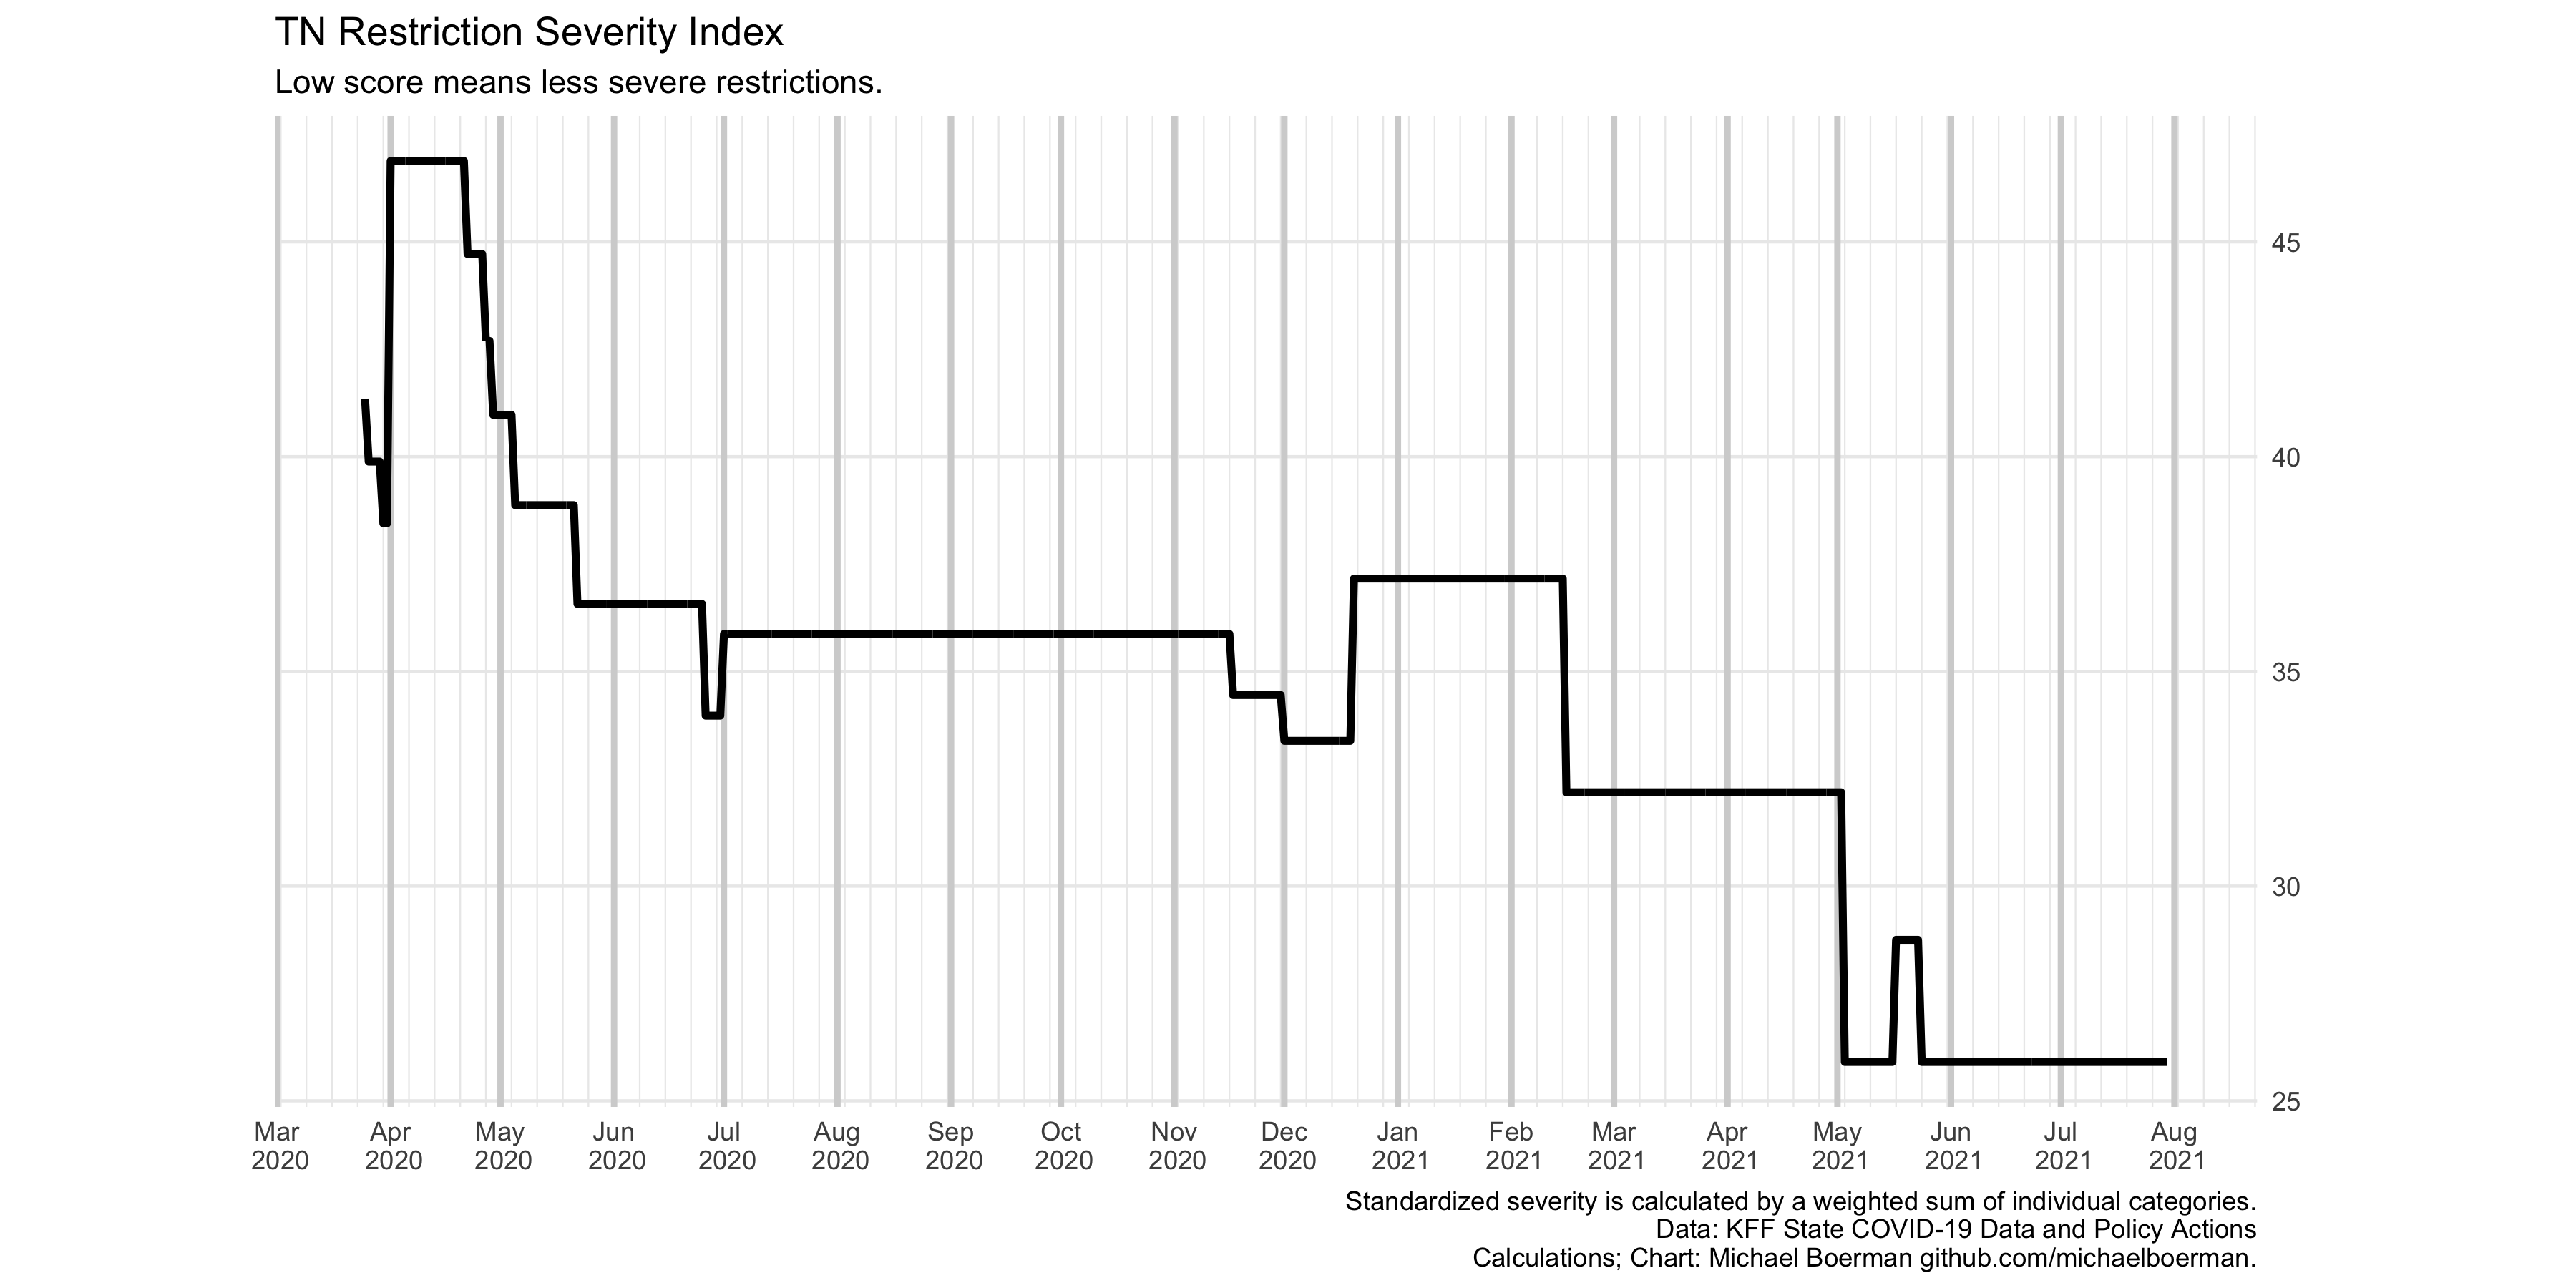 TN Restriction Severity Index
Low score means less severe restrictions.
45
40
35
30
25
Mar Apr May Jun Jul Aug Sep Oct Nov Dec Jan Feb Mar Apr May Jun Jul Aug
2020 2020 2020 2020 2020 2020 2020 2020 2020 2020 2021 2021 2021 2021 2021 2021 2021 2021
Standardized severity is calculated by a weighted sum of individual categories.
Data: KFF State COVID-19 Data and Policy Actions
Calculations; Chart: Michael Boerman github.com/michaelboerman.